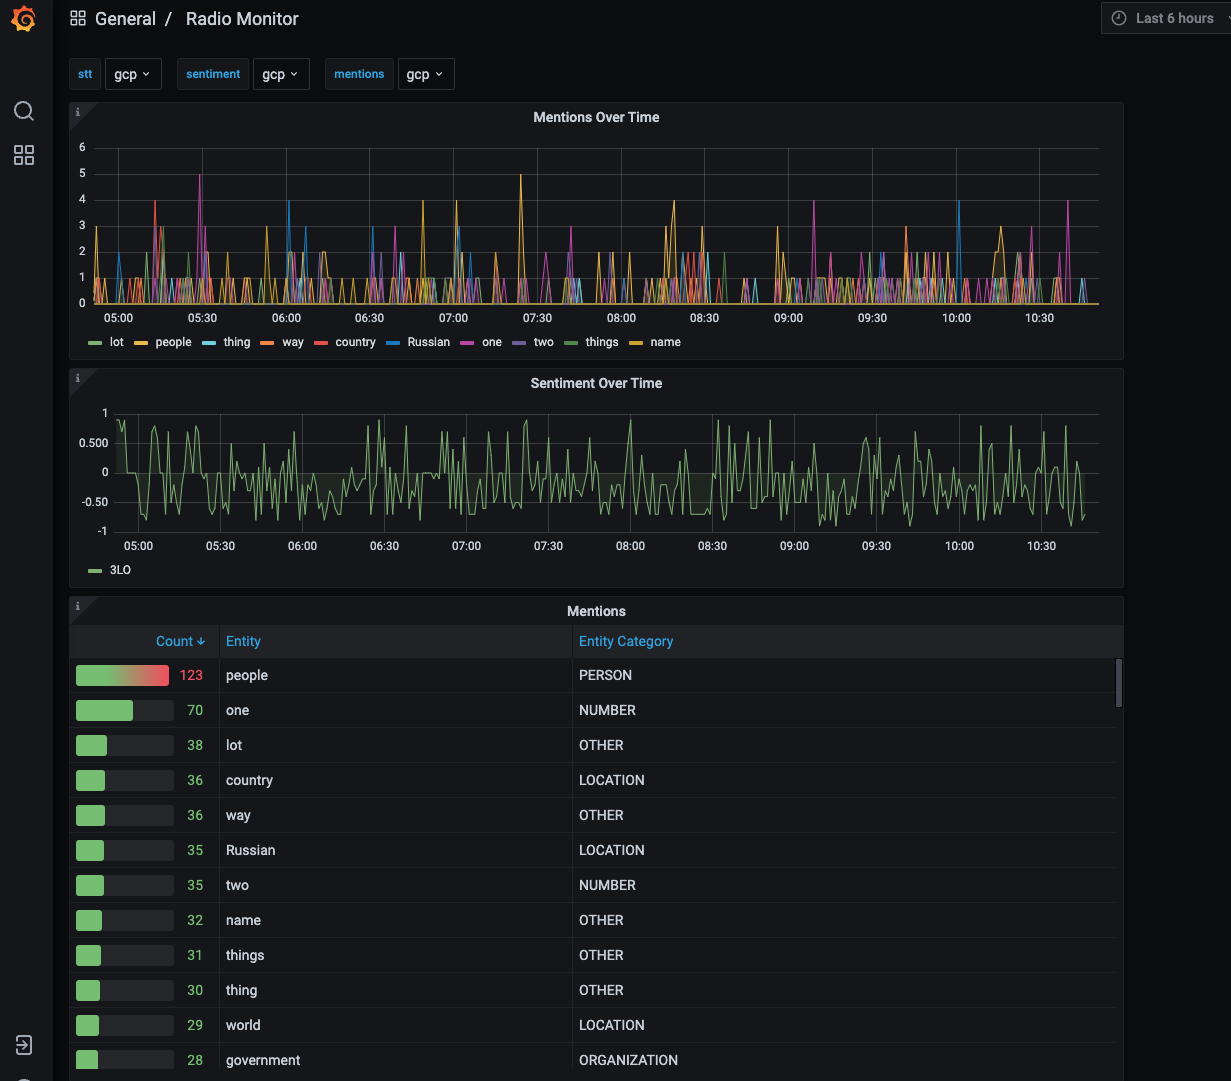 General / Radio Monitor
Last 6 hours
stt gcp sentiment gcp mentions gcp
i
Mentions Over Time
6
5
4
3
2
1
0
05:00 05:30 06:00 06:30 07:00 07:30 08:00 08:30 09:00 09:30 10:00 10:30
lot people thing way country Russian one two things name
i
Sentiment Over Time
1
0.500
0
-0.50
-1
05:00 05:30 06:00 06:30 07:00 07:30 08:00 08:30 09:00 09:30 10:00 10:30
3LO
i
Mentions
Count ↓ Entity Entity Category
123 people PERSON
70 one NUMBER
38 lot OTHER
36 country LOCATION
36 way OTHER
35 Russian LOCATION
35 two NUMBER
32 name OTHER
31 things OTHER
30 thing OTHER
29 world LOCATION
28 government ORGANIZATION